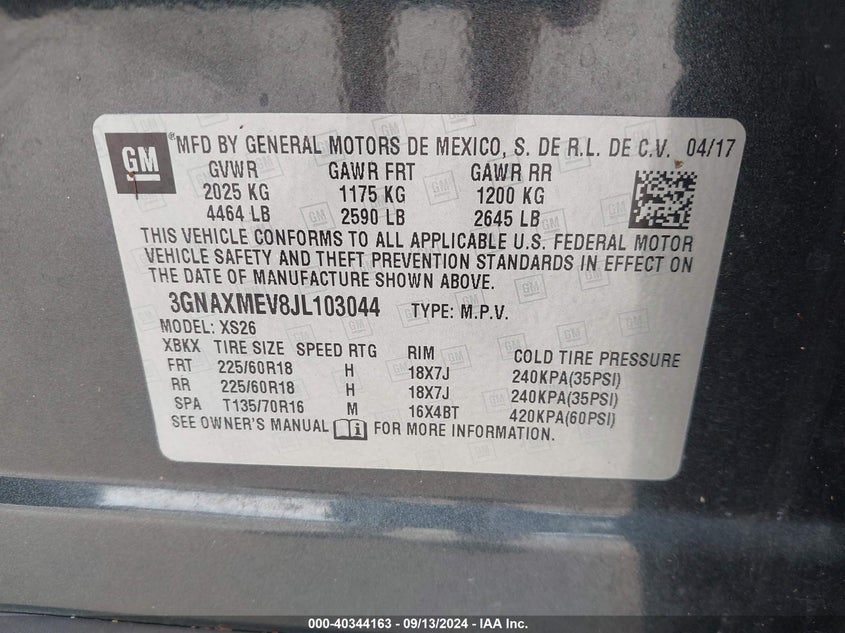 GM ® MFD BY GENERAL MOTORS DE MEXICO, S. DE R.L. DE C.V. 04/17
GVWR GAWR FRT GAWR RR
2025 KG 1175 KG 1200 KG
4464 LB 2590 LB 2645 LB
THIS VEHICLE CONFORMS TO ALL APPLICABLE U.S. FEDERAL MOTOR
VEHICLE SAFETY AND THEFT PREVENTION STANDARDS IN EFFECT ON
THE DATE OF MANUFACTURE SHOWN ABOVE.
3GNAXMEV8JL103044 TYPE: M.P.V.
MODEL: XS26
XBKX TIRE SIZE SPEED RTG RIM COLD TIRE PRESSURE
FRT 225/60R18 H 18X7J 240KPA(35PSI)
RR 225/60R18 H 18X7J 240KPA(35PSI)
SPA T135/70R16 M 16X4BT 420KPA(60PSI)
SEE OWNER'S MANUAL FOR MORE INFORMATION.
000-40344163 - 09/13/2024 - IAA Inc.